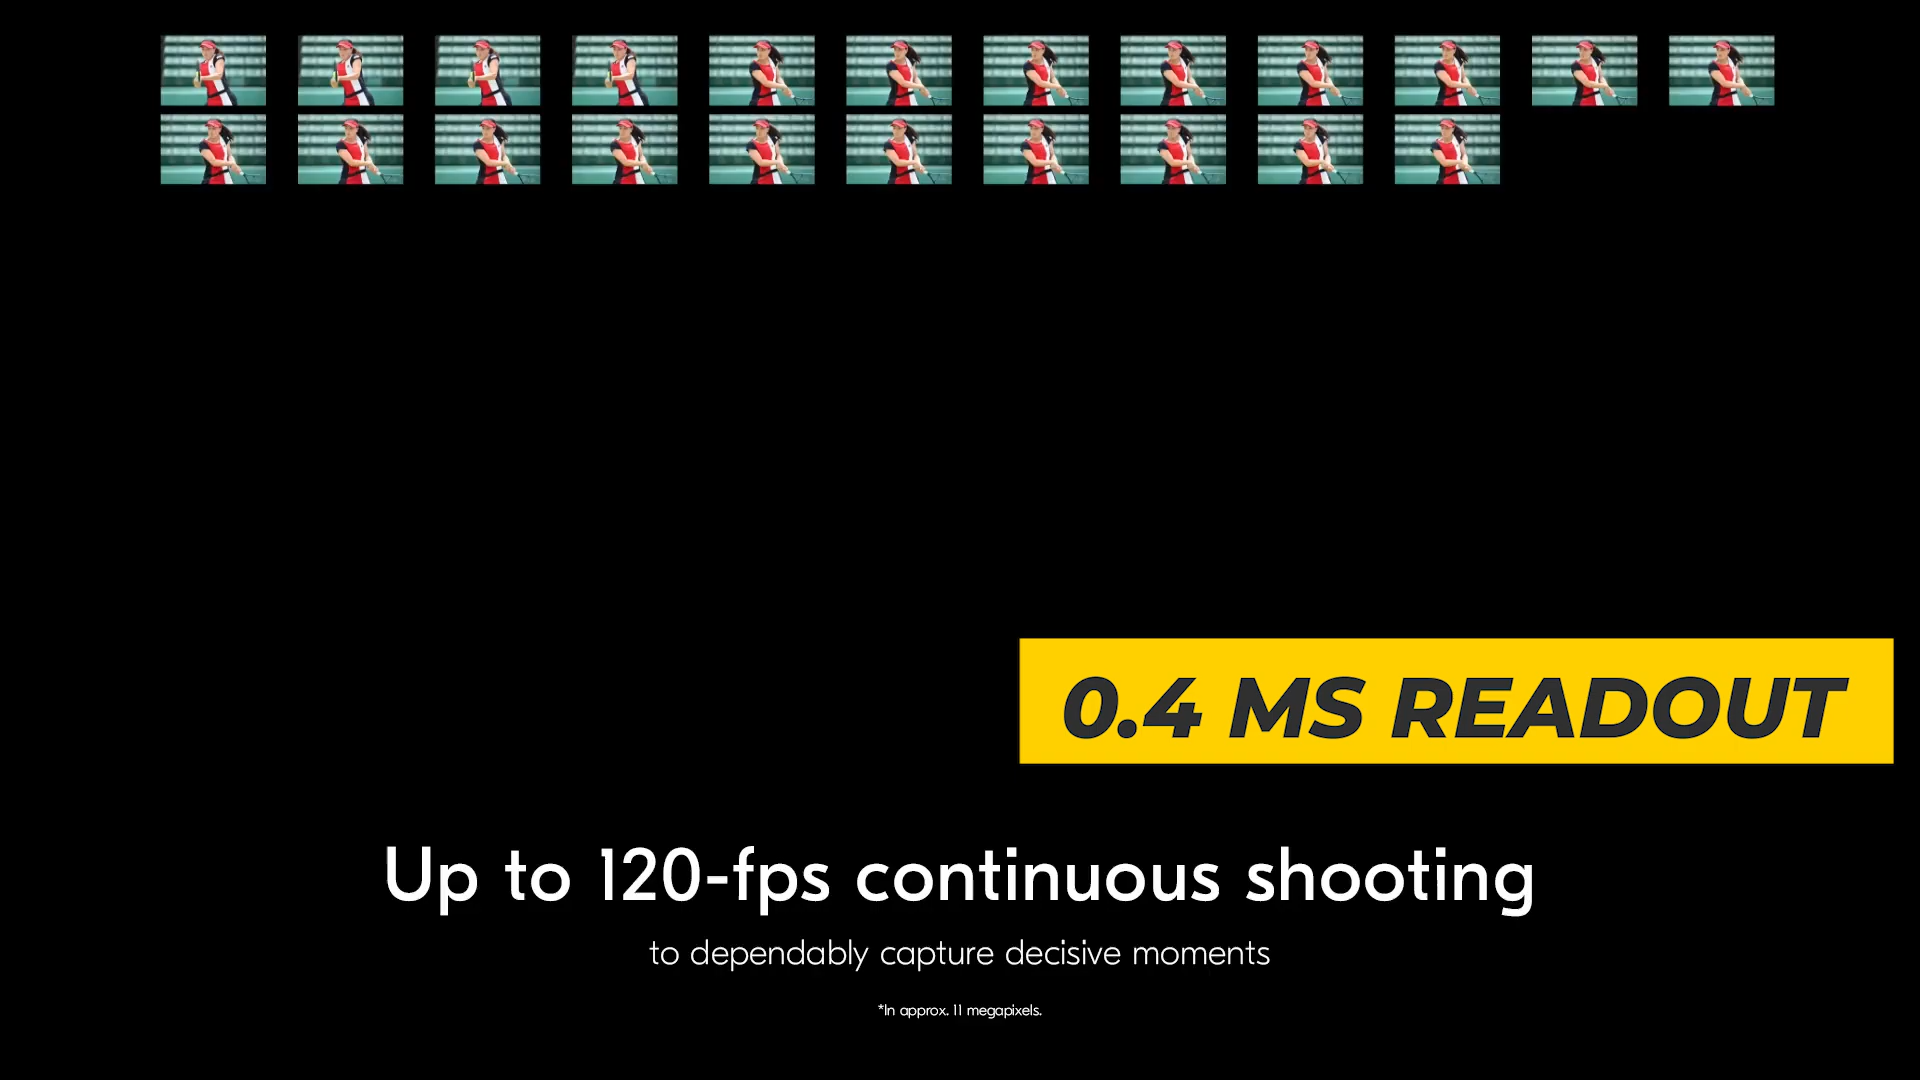 0.4 MS READOUT
Up to 120-fps continuous shooting
to dependably capture decisive moments
*In approx. 11 megapixels.